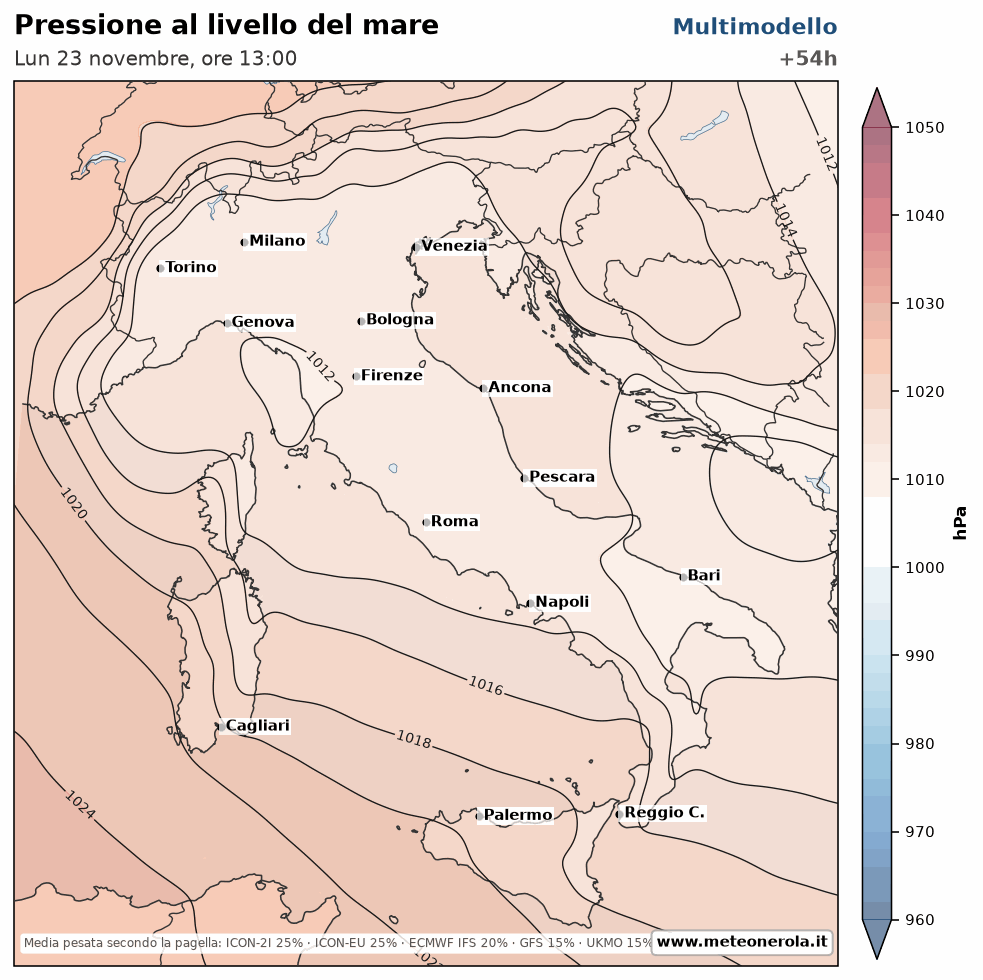 Pressione al livello del mare
Multimodello
Lun 23 novembre, ore 13:00
+54h
1012
1014
Milano
Venezia
Torino
Genova
Bologna
1012
Firenze
Ancona
Pescara
1020
Roma
Bari
Napoli
1016
Cagliari
1018
1024
Palermo
Reggio C.
Media pesata secondo la pagella: ICON-2I 25% · ICON-EU 25% · ECMWF IFS 20% · GFS 15% · UKMO 15%
www.meteonerola.it
1050
1040
1030
1020
1010
1000
990
980
970
960
hPa